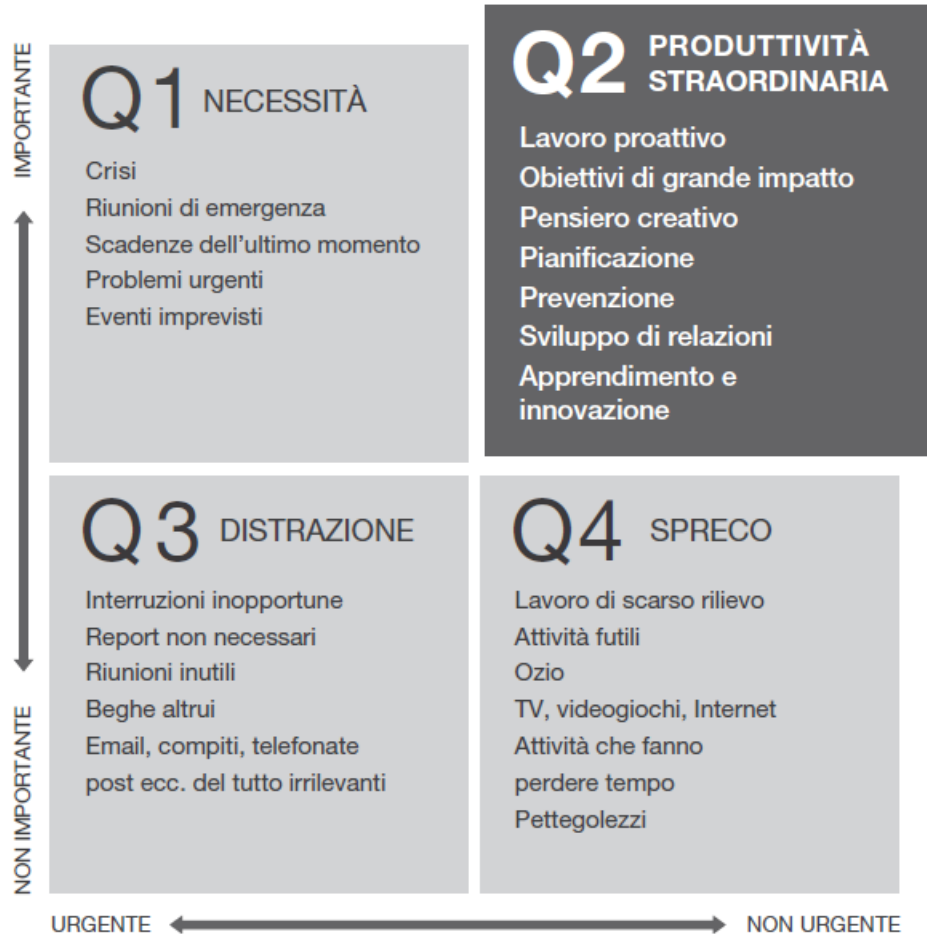 IMPORTANTE
Q1 NECESSITÀ
Crisi
Riunioni di emergenza
Scadenze dell’ultimo momento
Problemi urgenti
Eventi imprevisti
Q2 PRODUTTIVITÀ
STRAORDINARIA
Lavoro proattivo
Obiettivi di grande impatto
Pensiero creativo
Pianificazione
Prevenzione
Sviluppo di relazioni
Apprendimento e
innovazione
NON IMPORTANTE
Q3 DISTRAZIONE
Interruzioni inopportune
Report non necessari
Riunioni inutili
Beghe altrui
Email, compiti, telefonate
post ecc. del tutto irrilevanti
Q4 SPRECO
Lavoro di scarso rilievo
Attività futili
Ozio
TV, videogiochi, Internet
Attività che fanno
perdere tempo
Pettegolezzi
URGENTE
NON URGENTE